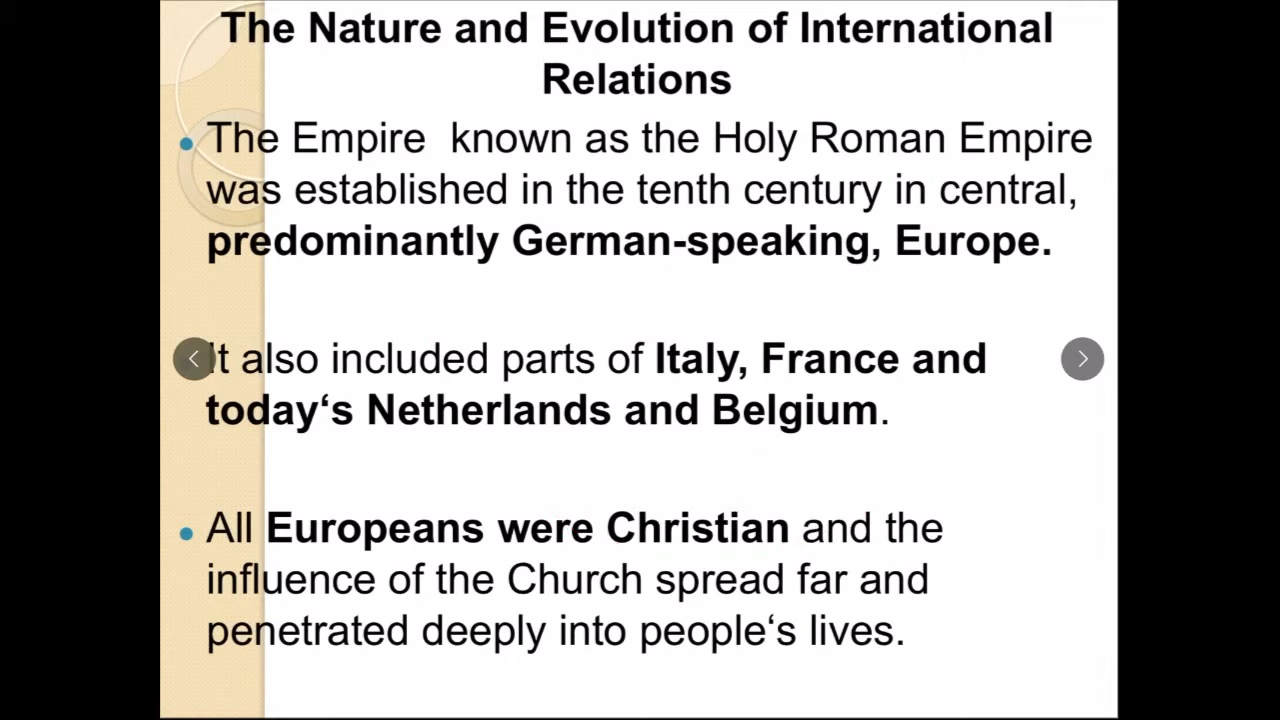 The Nature and Evolution of International
Relations
• The Empire  known as the Holy Roman Empire
was established in the tenth century in central,
predominantly German-speaking, Europe.
It also included parts of Italy, France and
today‘s Netherlands and Belgium.
• All Europeans were Christian and the
influence of the Church spread far and
penetrated deeply into people‘s lives.